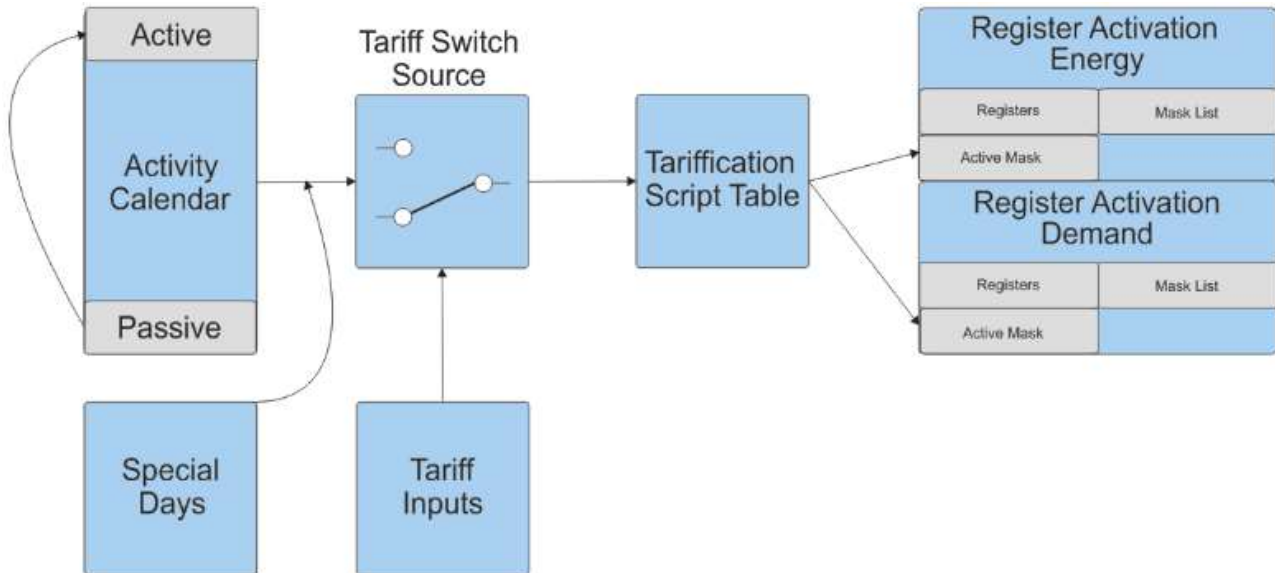 Active
Activity
Calendar
Passive
Special
Days
Tariff Switch
Source
Tariff
Inputs
Tariffication
Script Table
Register Activation
Energy
Registers
Mask List
Active Mask
Register Activation
Demand
Registers
Mask List
Active Mask